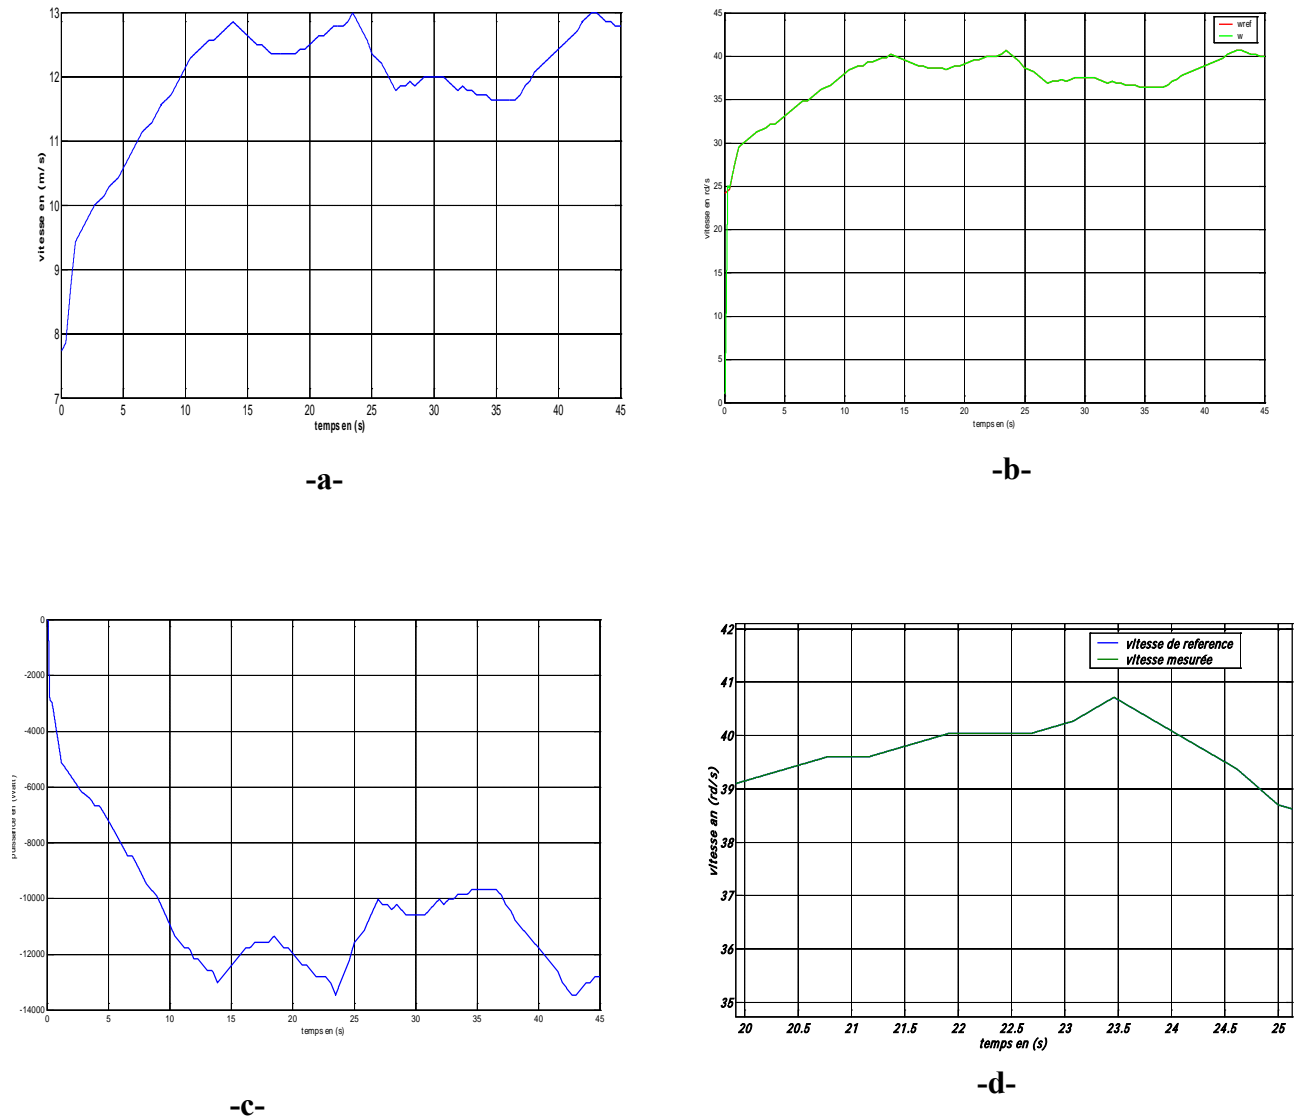 13
12
11
10
9
8
7
vitesse en (m/s)
0 5 10 15 20 25 30 35 40 45
temps en (s)
-a-
45
40
35
30
25
20
15
10
5
0
vitesse en rd/s
wref
w
0 5 10 15 20 25 30 35 40 45
temps en (s)
-b-
0
-2000
-4000
-6000
-8000
-10000
-12000
-14000
puissance en (watt)
0 5 10 15 20 25 30 35 40 45
temps en (s)
-c-
42
41
40
39
38
37
36
35
vitesse an (rd/s)
vitesse de reference
vitesse mesurée
20 20.5 21 21.5 22 22.5 23 23.5 24 24.5 25
temps en (s)
-d-